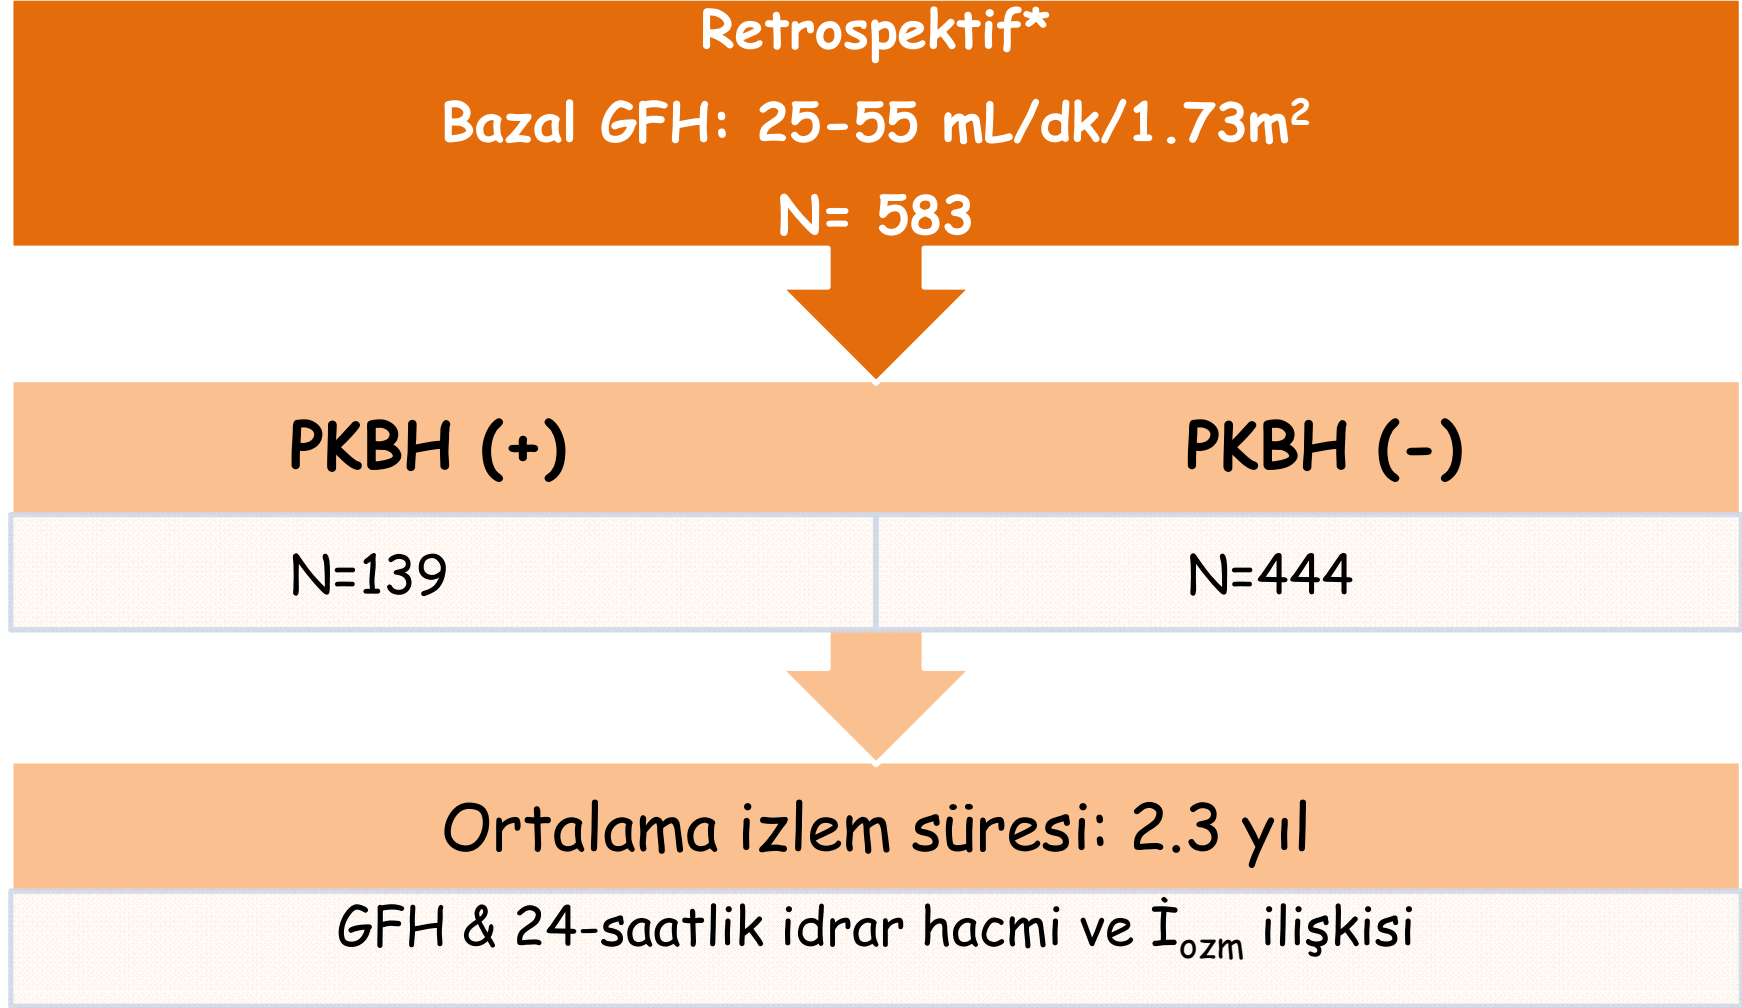 Retrospektif*
Bazal GFH: 25-55 mL/dk/1.73m²
N= 583
PKBH (+) PKBH (-)
N=139 N=444
Ortalama izlem süresi: 2.3 yıl
GFH & 24-saatlik idrar hacmi ve İozm ilişkisi